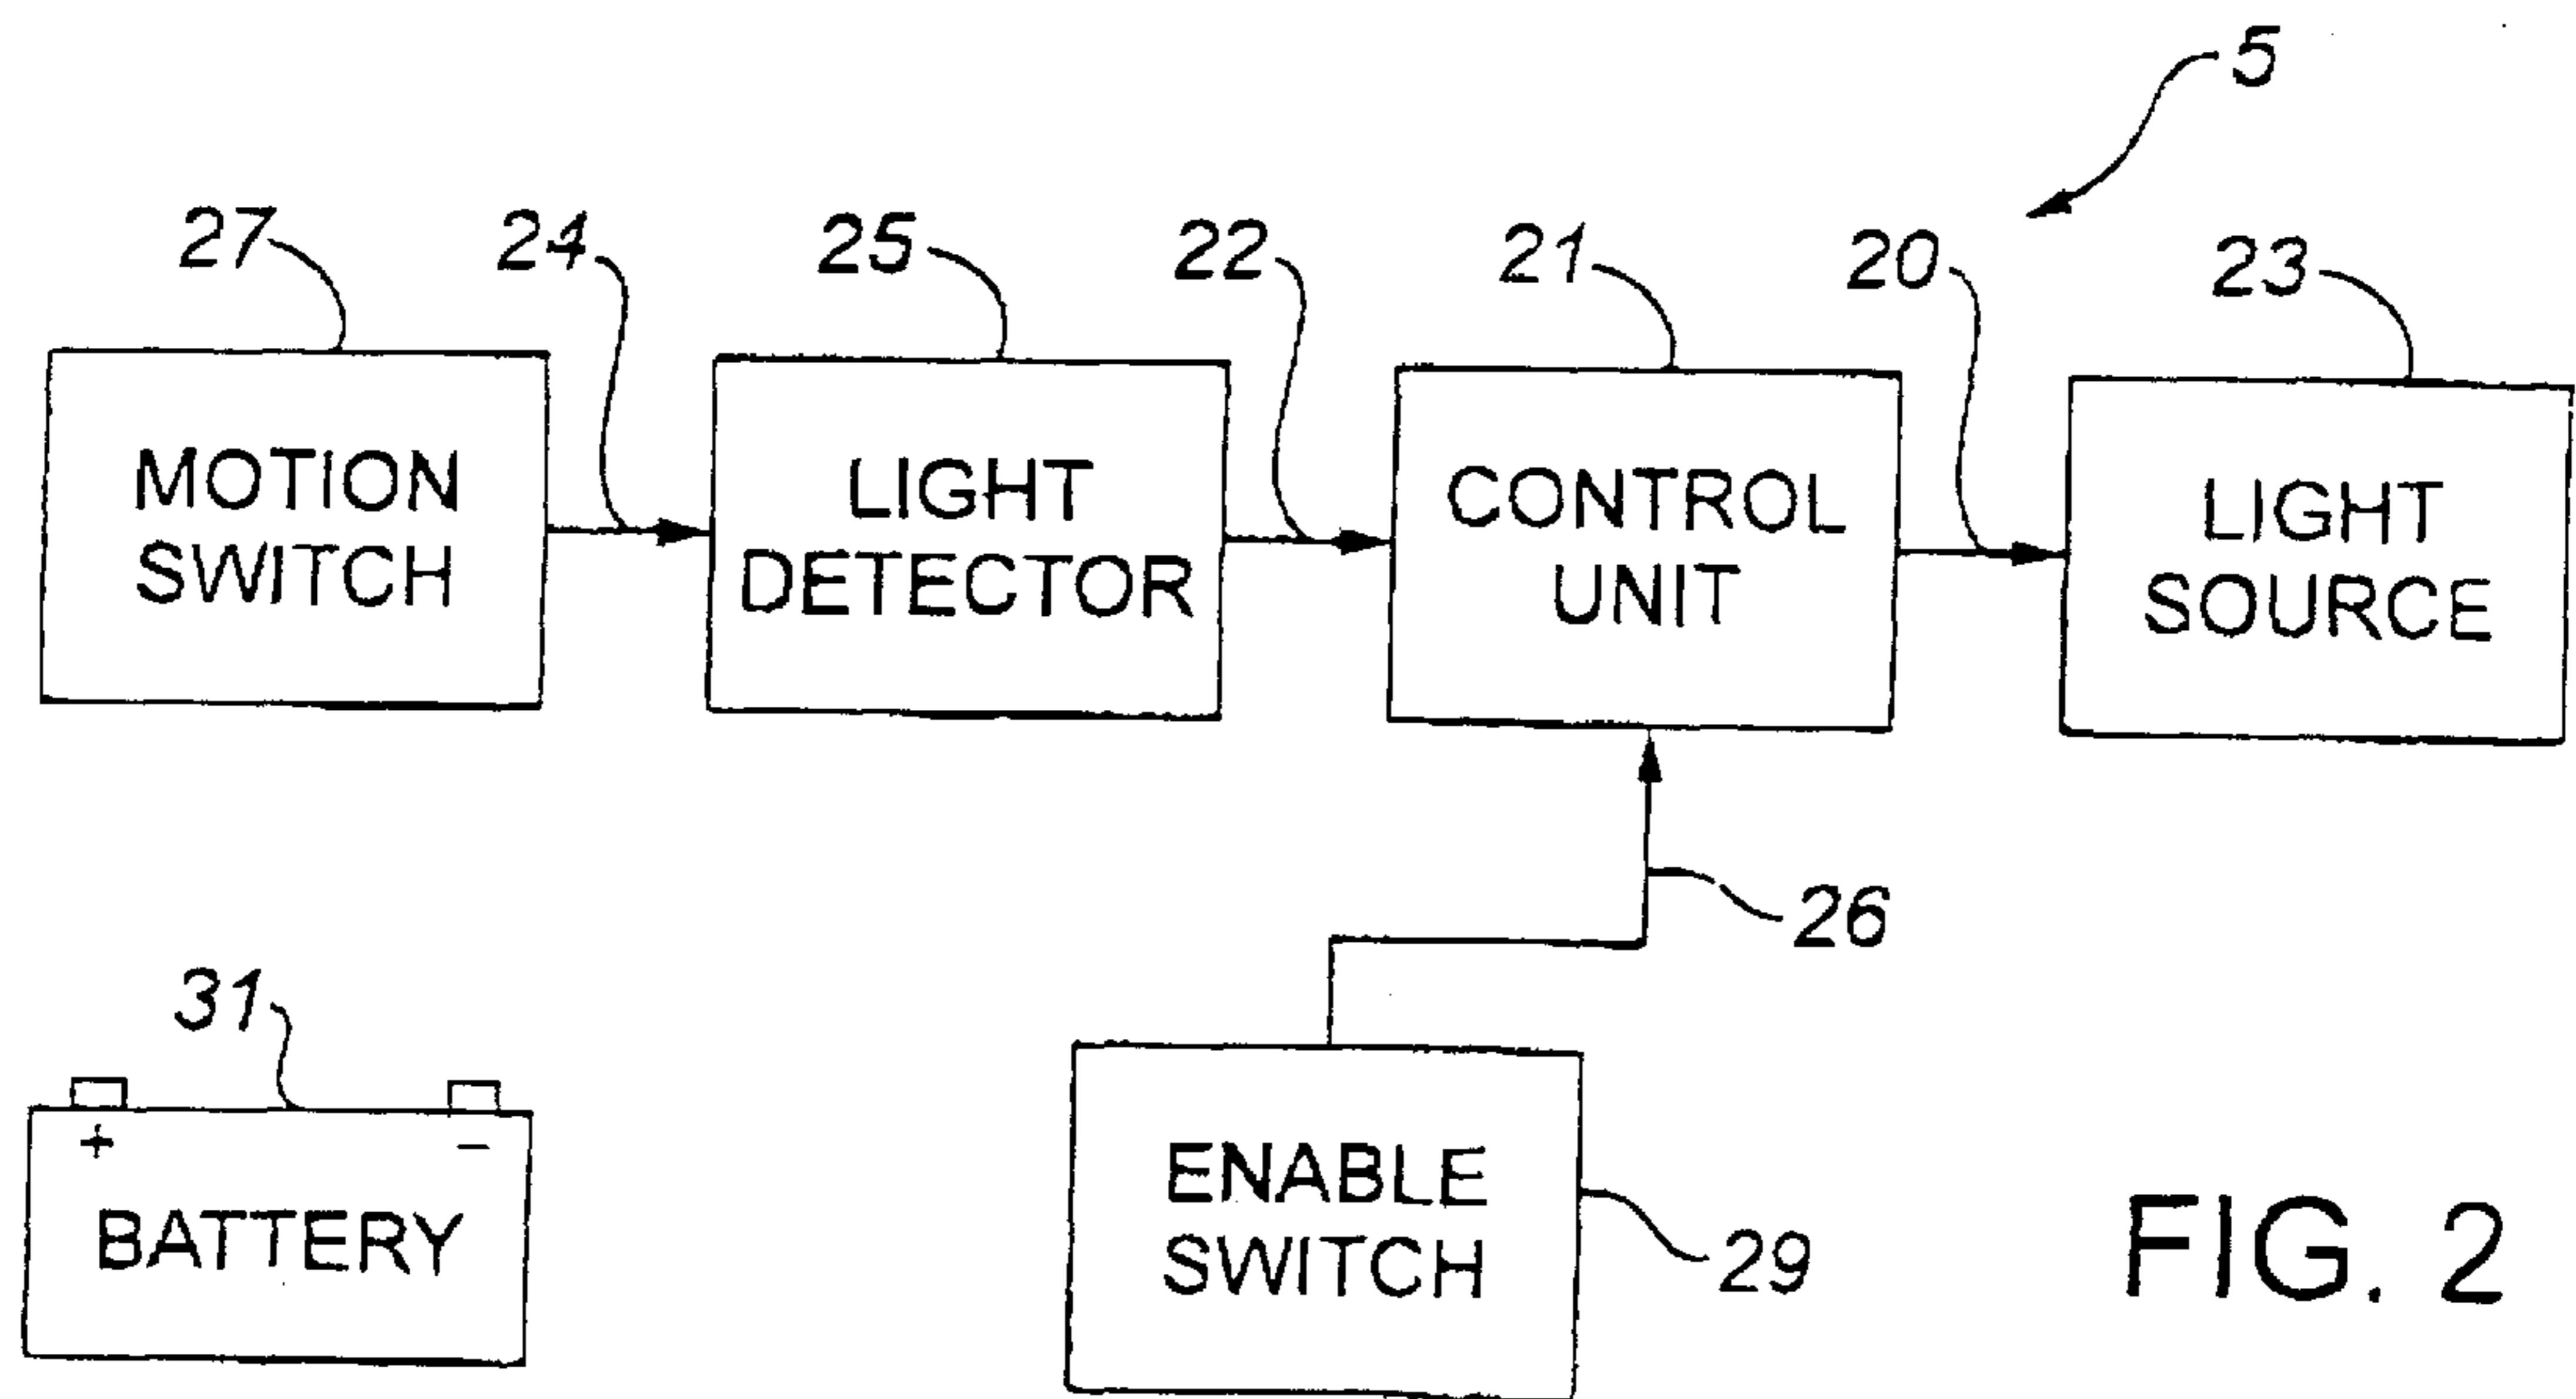 5
27
24
25
22
21
20
23
MOTION
SWITCH
LIGHT
DETECTOR
CONTROL
UNIT
LIGHT
SOURCE
26
31
+
−
BATTERY
ENABLE
SWITCH
29
FIG. 2